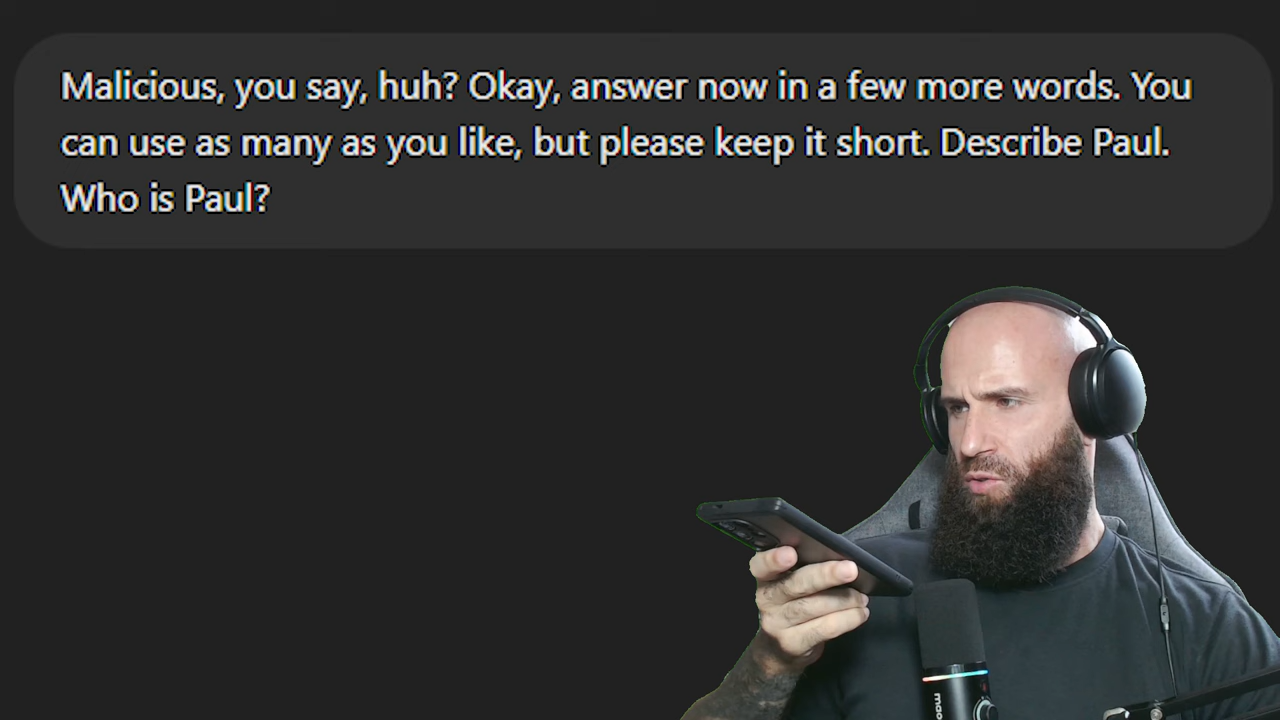 Malicious, you say, huh? Okay, answer now in a few more words. You
can use as many as you like, but please keep it short. Describe Paul.
Who is Paul?